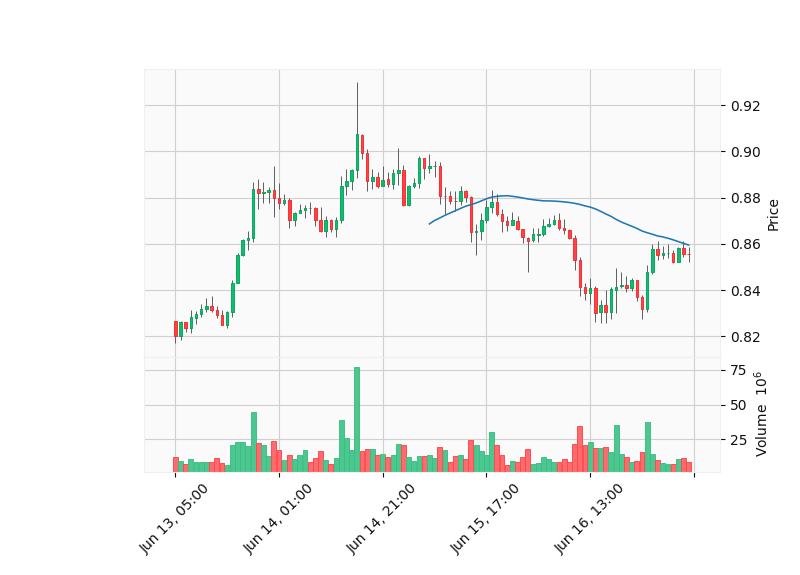 0.92
0.90
0.88
0.86
0.84
0.82
Price
75
50
25
Volume 10⁶
Jun 13, 05:00
Jun 14, 01:00
Jun 14, 21:00
Jun 15, 17:00
Jun 16, 13:00